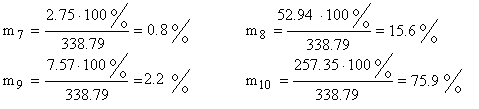 m₇ = 2.75·100 % / 338.79 = 0.8 % m₈ = 52.94 ·100 % / 338.79 = 15.6 %
m₉ = 7.57·100 % / 338.79 = 2.2 % m₁₀ = 257.35·100 % / 338.79 = 75.9 %